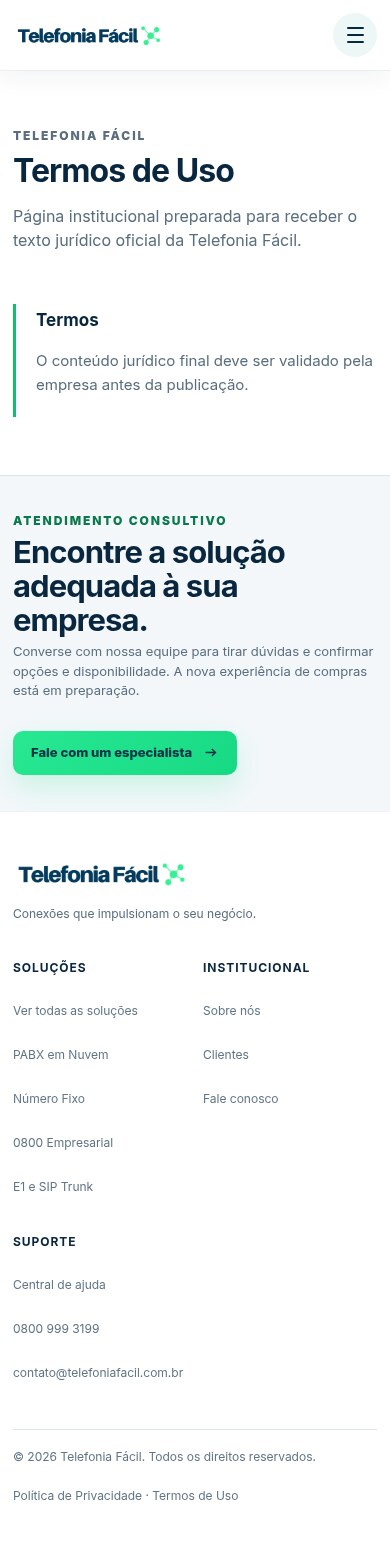 Telefonia Fácil
TELEFONIA FÁCIL
Termos de Uso
Página institucional preparada para receber o
texto jurídico oficial da Telefonia Fácil.
Termos
O conteúdo jurídico final deve ser validado pela
empresa antes da publicação.
ATENDIMENTO CONSULTIVO
Encontre a solução
adequada à sua
empresa.
Converse com nossa equipe para tirar dúvidas e confirmar
opções e disponibilidade. A nova experiência de compras
está em preparação.
Fale com um especialista →
Telefonia Fácil
Conexões que impulsionam o seu negócio.
SOLUÇÕES
Ver todas as soluções
PABX em Nuvem
Número Fixo
0800 Empresarial
E1 e SIP Trunk
INSTITUCIONAL
Sobre nós
Clientes
Fale conosco
SUPORTE
Central de ajuda
0800 999 3199
contato@telefoniafacil.com.br
© 2026 Telefonia Fácil. Todos os direitos reservados.
Política de Privacidade · Termos de Uso